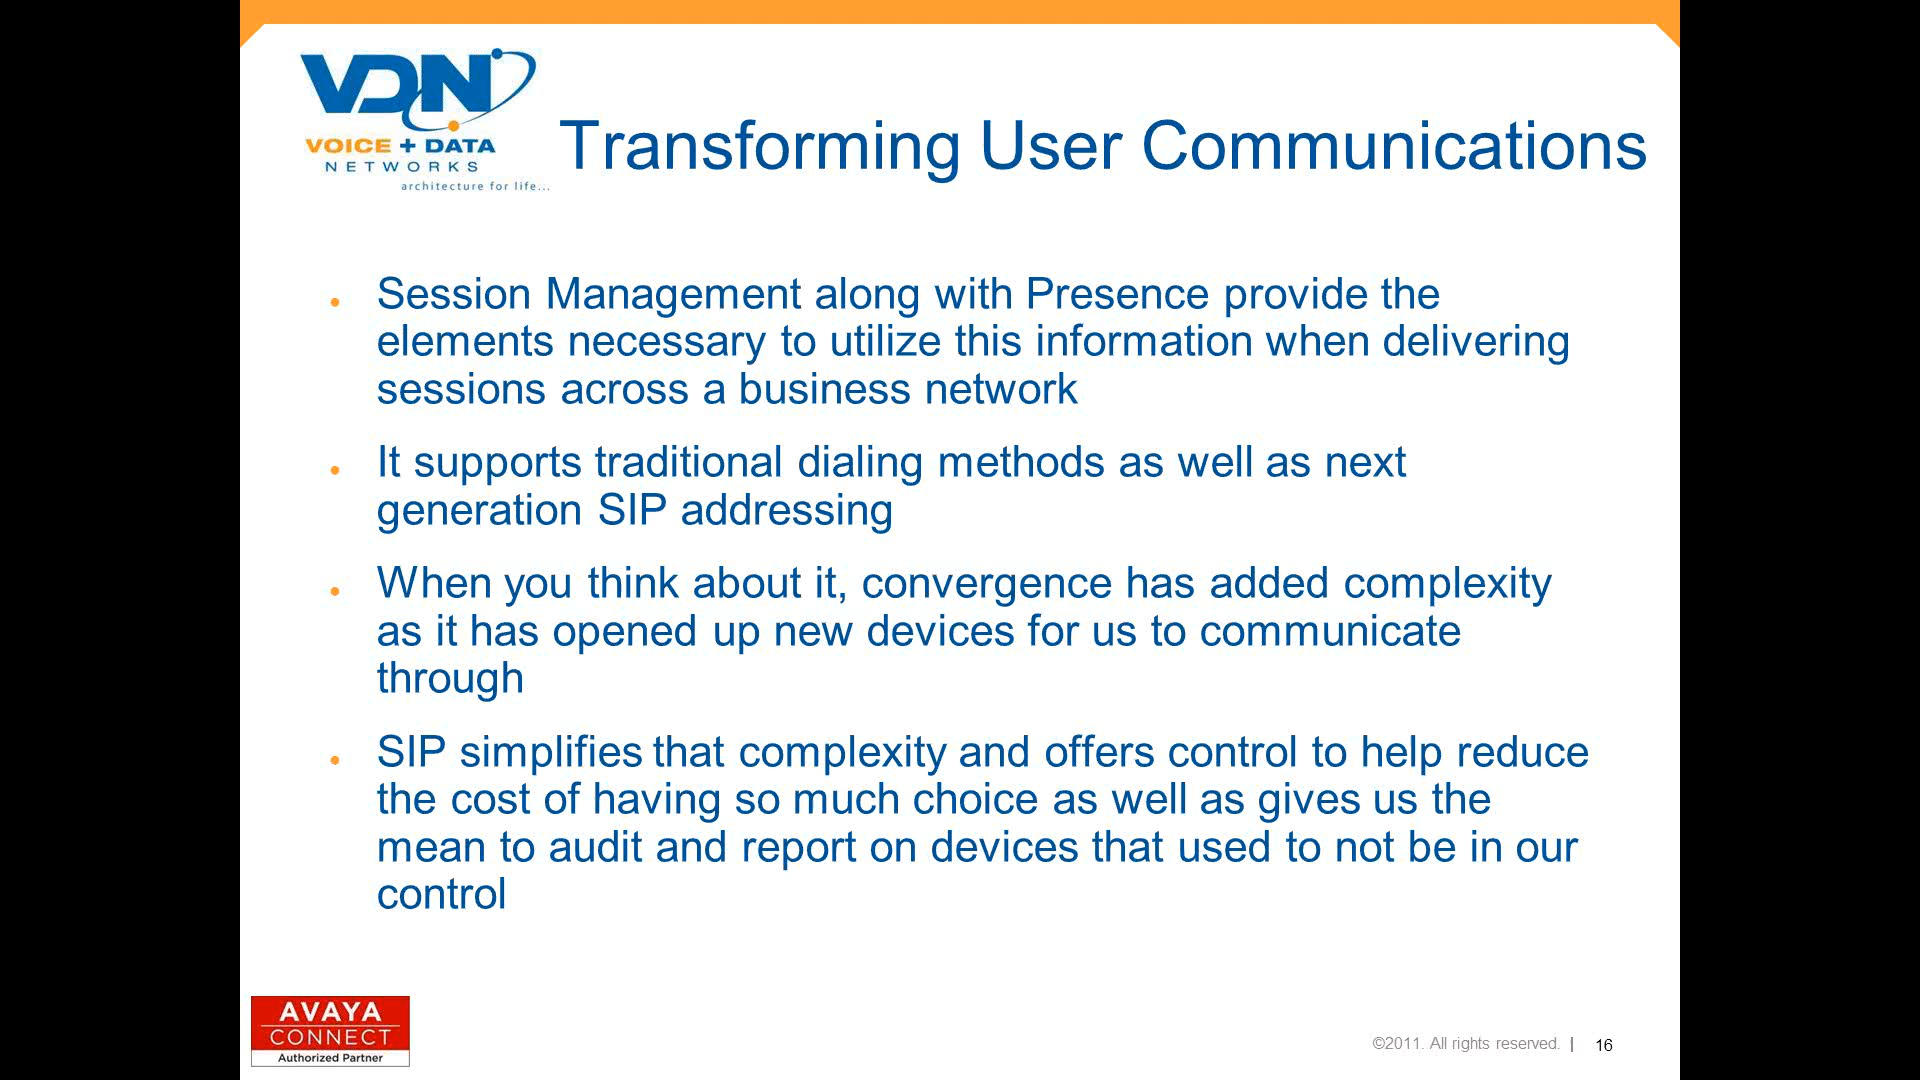 VDN
VOICE + DATA
NETWORKS
architecture for life...
Transforming User Communications
Session Management along with Presence provide the
elements necessary to utilize this information when delivering
sessions across a business network
It supports traditional dialing methods as well as next
generation SIP addressing
When you think about it, convergence has added complexity
as it has opened up new devices for us to communicate
through
SIP simplifies that complexity and offers control to help reduce
the cost of having so much choice as well as gives us the
mean to audit and report on devices that used to not be in our
control
AVAYA
CONNECT
Authorized Partner
©2011. All rights reserved. | 16